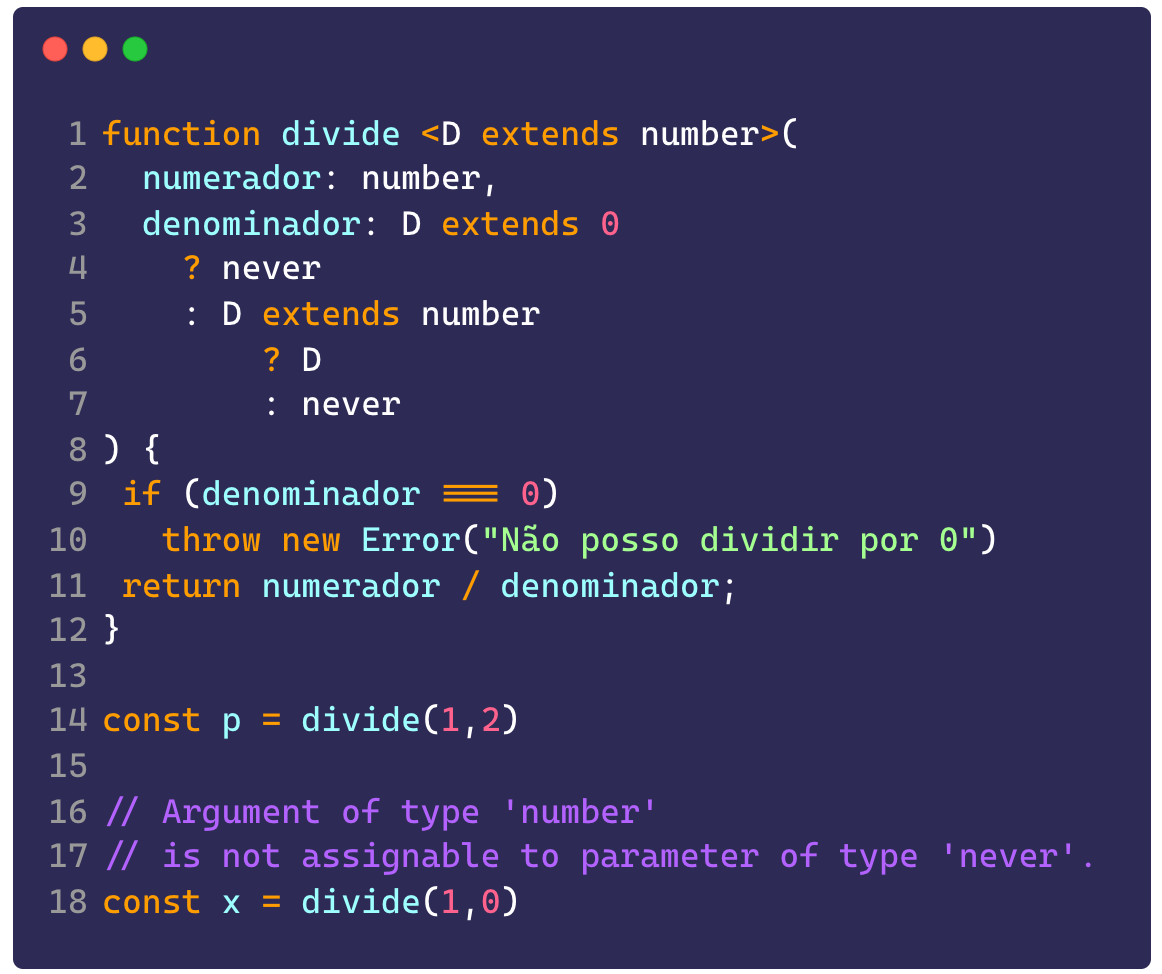 1 function divide <D extends number>(
2   numerador: number,
3   denominador: D extends 0
4     ? never
5     : D extends number
6         ? D
7         : never
8 ) {
9  if (denominador === 0)
10    throw new Error("Não posso dividir por 0")
11  return numerador / denominador;
12 }
13
14 const p = divide(1,2)
15
16 // Argument of type 'number'
17 // is not assignable to parameter of type 'never'.
18 const x = divide(1,0)